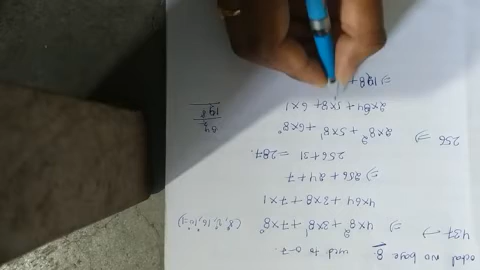 octal no base 8 used to 0-7.
437 → ⇒ 4×8² + 3×8¹ + 7×8⁰
4×64 + 3×8 + 7×1
⇒ 256 + 24 + 7
256 + 31 = 287.
256 ⇒ 2×8² + 5×8¹ + 6×8⁰
2×64 + 5×8 + 6×1
⇒ 128 +